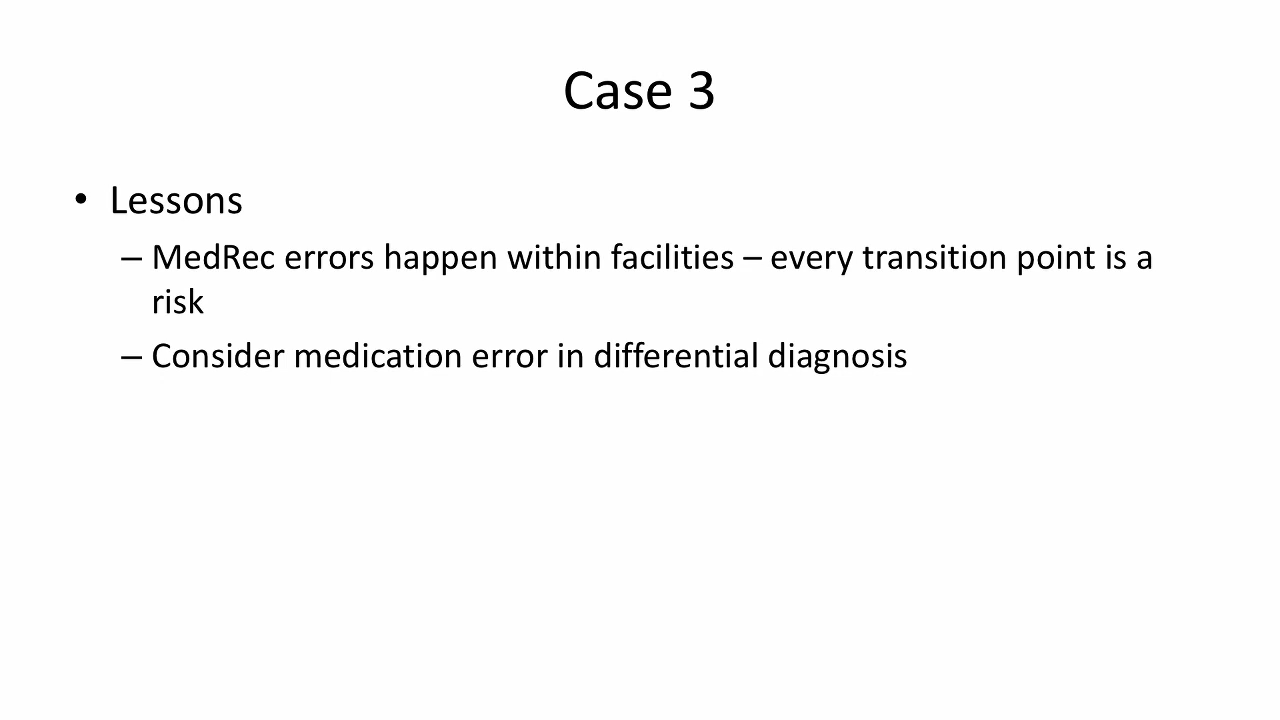 Case 3
• Lessons
– MedRec errors happen within facilities – every transition point is a
risk
– Consider medication error in differential diagnosis